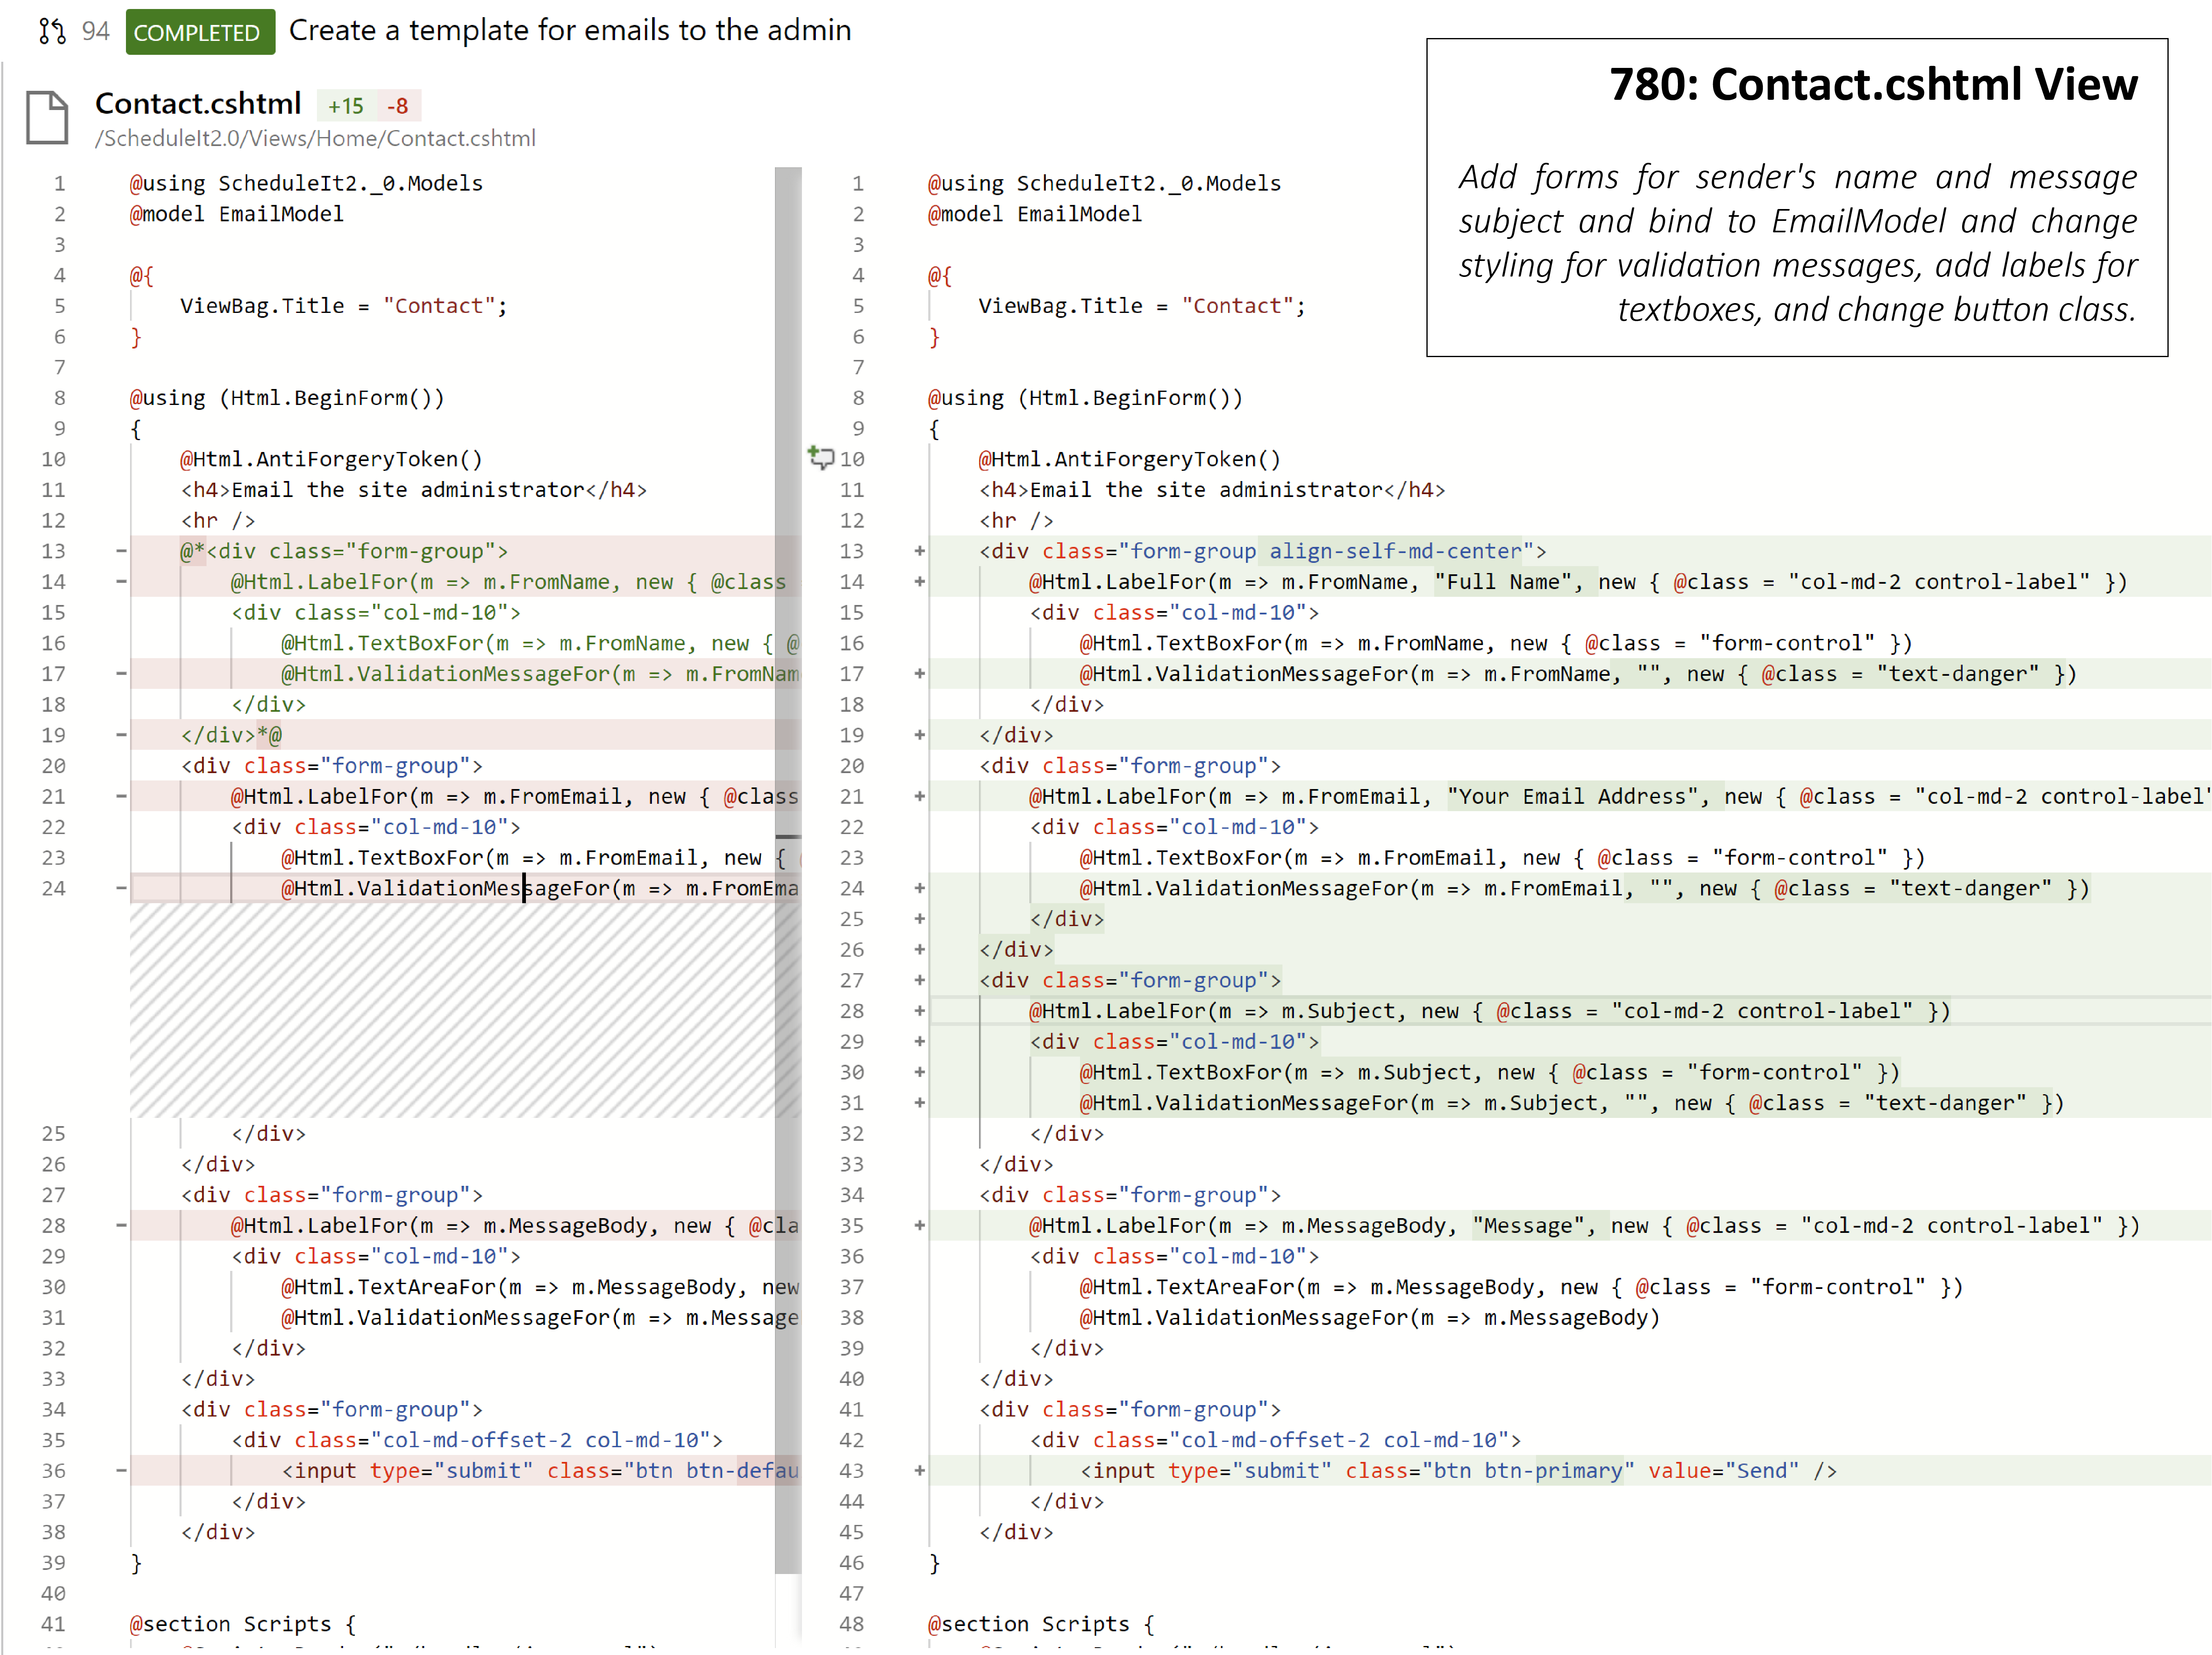 94 COMPLETED Create a template for emails to the admin
Contact.cshtml +15 -8
/ScheduleIt2.0/Views/Home/Contact.cshtml
780: Contact.cshtml View
Add forms for sender's name and message
subject and bind to EmailModel and change
styling for validation messages, add labels for
textboxes, and change button class.
1 @using ScheduleIt2._0.Models
2 @model EmailModel
3
4 @{
5 ViewBag.Title = "Contact";
6 }
7
8 @using (Html.BeginForm())
9 {
10 @Html.AntiForgeryToken()
11 <h4>Email the site administrator</h4>
12 <hr />
13 - @*<div class="form-group">
14 - @Html.LabelFor(m => m.FromName, new { @class
15 <div class="col-md-10">
16 @Html.TextBoxFor(m => m.FromName, new { @
17 - @Html.ValidationMessageFor(m => m.FromNam
18 </div>
19 - </div>*@
20 <div class="form-group">
21 - @Html.LabelFor(m => m.FromEmail, new { @class
22 <div class="col-md-10">
23 @Html.TextBoxFor(m => m.FromEmail, new {
24 - @Html.ValidationMessageFor(m => m.FromEma
25 </div>
26 </div>
27 <div class="form-group">
28 - @Html.LabelFor(m => m.MessageBody, new { @cla
29 <div class="col-md-10">
30 @Html.TextAreaFor(m => m.MessageBody, new
31 @Html.ValidationMessageFor(m => m.Message
32 </div>
33 </div>
34 <div class="form-group">
35 <div class="col-md-offset-2 col-md-10">
36 - <input type="submit" class="btn btn-defau
37 </div>
38 </div>
39 }
40
41 @section Scripts {
1 @using ScheduleIt2._0.Models
2 @model EmailModel
3
4 @{
5 ViewBag.Title = "Contact";
6 }
7
8 @using (Html.BeginForm())
9 {
10 @Html.AntiForgeryToken()
11 <h4>Email the site administrator</h4>
12 <hr />
13 + <div class="form-group align-self-md-center">
14 + @Html.LabelFor(m => m.FromName, "Full Name", new { @class = "col-md-2 control-label" })
15 <div class="col-md-10">
16 @Html.TextBoxFor(m => m.FromName, new { @class = "form-control" })
17 + @Html.ValidationMessageFor(m => m.FromName, "", new { @class = "text-danger" })
18 </div>
19 + </div>
20 <div class="form-group">
21 + @Html.LabelFor(m => m.FromEmail, "Your Email Address", new { @class = "col-md-2 control-label"
22 <div class="col-md-10">
23 @Html.TextBoxFor(m => m.FromEmail, new { @class = "form-control" })
24 + @Html.ValidationMessageFor(m => m.FromEmail, "", new { @class = "text-danger" })
25 + </div>
26 + </div>
27 + <div class="form-group">
28 + @Html.LabelFor(m => m.Subject, new { @class = "col-md-2 control-label" })
29 + <div class="col-md-10">
30 + @Html.TextBoxFor(m => m.Subject, new { @class = "form-control" })
31 + @Html.ValidationMessageFor(m => m.Subject, "", new { @class = "text-danger" })
32 </div>
33 </div>
34 <div class="form-group">
35 + @Html.LabelFor(m => m.MessageBody, "Message", new { @class = "col-md-2 control-label" })
36 <div class="col-md-10">
37 @Html.TextAreaFor(m => m.MessageBody, new { @class = "form-control" })
38 @Html.ValidationMessageFor(m => m.MessageBody)
39 </div>
40 </div>
41 <div class="form-group">
42 <div class="col-md-offset-2 col-md-10">
43 + <input type="submit" class="btn btn-primary" value="Send" />
44 </div>
45 </div>
46 }
47
48 @section Scripts {